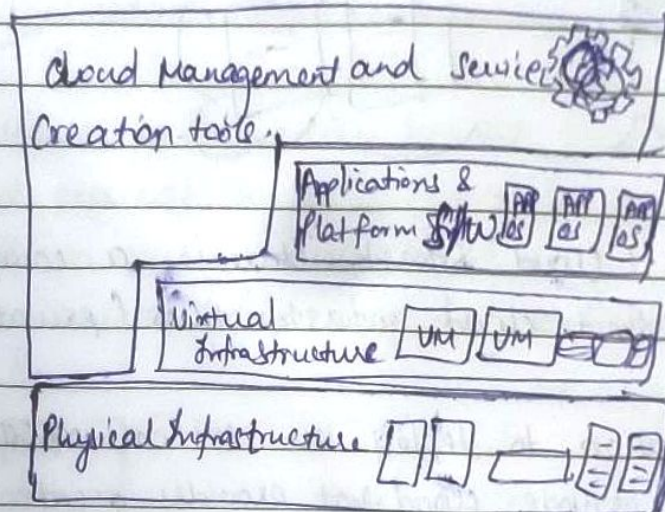 Cloud Management and Services
Creation tools.
Applications &
Platform S/W
APP
OS
APP
OS
APP
OS
Virtual
Infrastructure
VM
VM
Physical Infrastructure